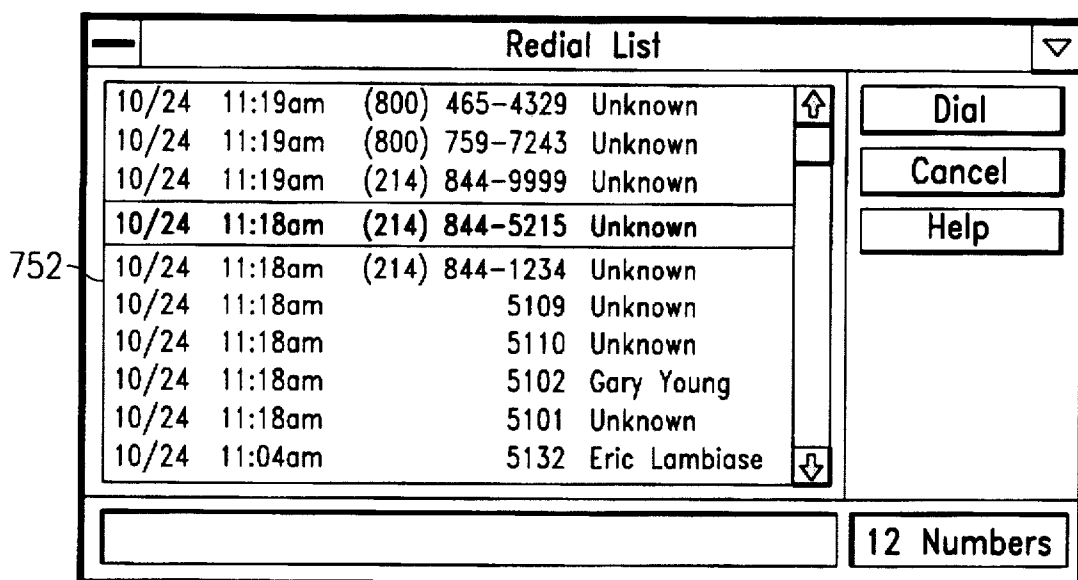 Redial List
10/24 11:19am (800) 465-4329 Unknown
10/24 11:19am (800) 759-7243 Unknown
10/24 11:19am (214) 844-9999 Unknown
10/24 11:18am (214) 844-5215 Unknown
10/24 11:18am (214) 844-1234 Unknown
10/24 11:18am 5109 Unknown
10/24 11:18am 5110 Unknown
10/24 11:18am 5102 Gary Young
10/24 11:18am 5101 Unknown
10/24 11:04am 5132 Eric Lambiase
Dial
Cancel
Help
752
12 Numbers